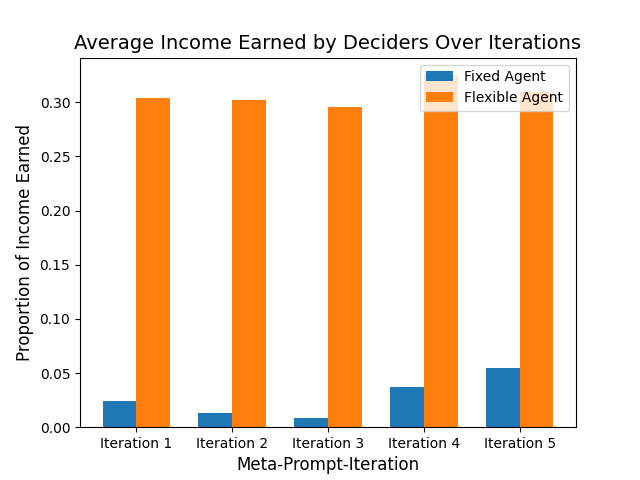 Average Income Earned by Deciders Over Iterations
Fixed Agent
Flexible Agent
Proportion of Income Earned
0.30
0.25
0.20
0.15
0.10
0.05
0.00
Iteration 1
Iteration 2
Iteration 3
Iteration 4
Iteration 5
Meta-Prompt-Iteration